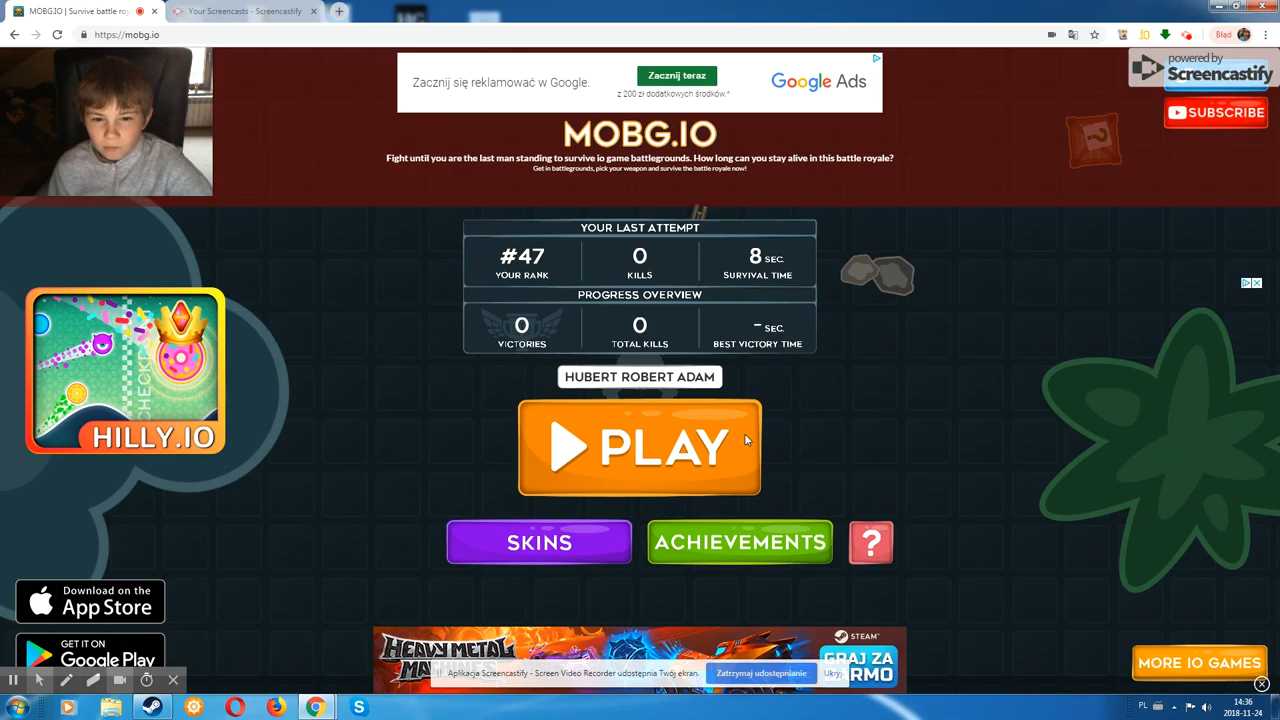 MOBG.IO | Survive battle ro
Your Screencasts - Screencastify
https://mobg.io
Błąd
powered by
Screencastify
Zacznij się reklamować w Google.
Zacznij teraz
z 200 zł dodatkowych środków.*
Google Ads
SUBSCRIBE
MOBG.IO
Fight until you are the last man standing to survive io game battlegrounds. How long can you stay alive in this battle royale?
Get in battlegrounds, pick your weapon and survive the battle royale now!
?
YOUR LAST ATTEMPT
#47
0
8 SEC.
YOUR RANK
KILLS
SURVIVAL TIME
PROGRESS OVERVIEW
0
0
- SEC.
VICTORIES
TOTAL KILLS
BEST VICTORY TIME
HUBERT ROBERT ADAM
PLAY
CHECKP
HILLY.IO
SKINS
ACHIEVEMENTS
?
Download on the
App Store
GET IT ON
Google Play
HEAVY METAL
MACHINES
STEAM™
GRAJ ZA
Aplikacja Screencastify - Screen Video Recorder udostępnia Twój ekran.
Zatrzymaj udostępnianie
Ukryj
MORE IO GAMES
PL
14:36
2018-11-24